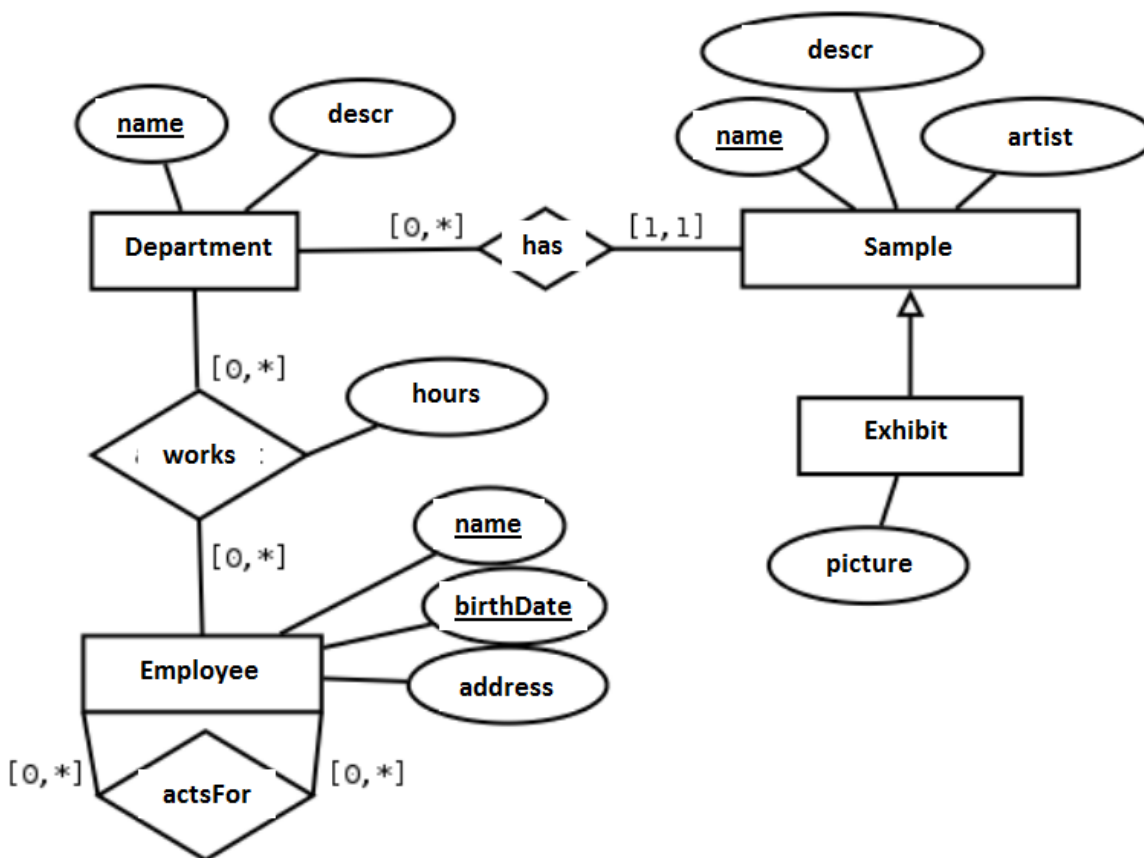 descr
name
descr
name
artist
Department
[0,*]
has
[1,1]
Sample
[0,*]
hours
works
Exhibit
name
[0,*]
picture
birthDate
Employee
address
[0,*]
actsFor
[0,*]